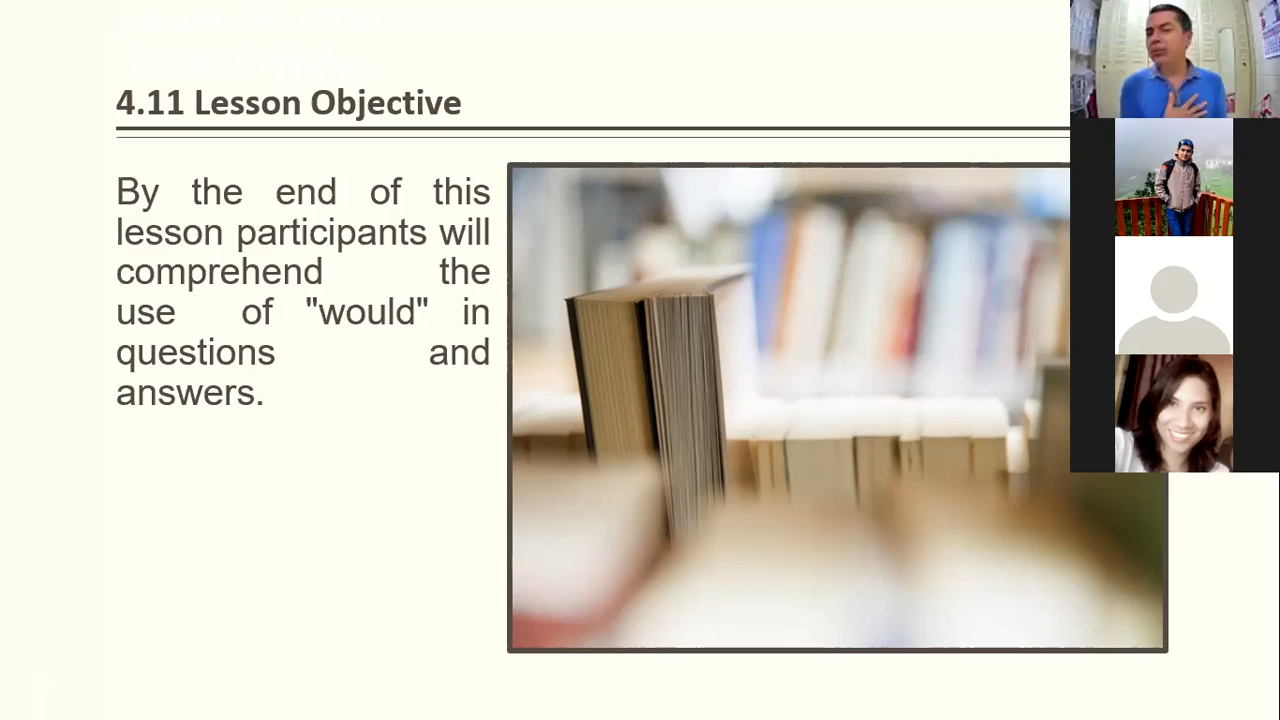 4.11 Lesson Objective
By the end of this
lesson participants will
comprehend the
use of "would" in
questions and
answers.